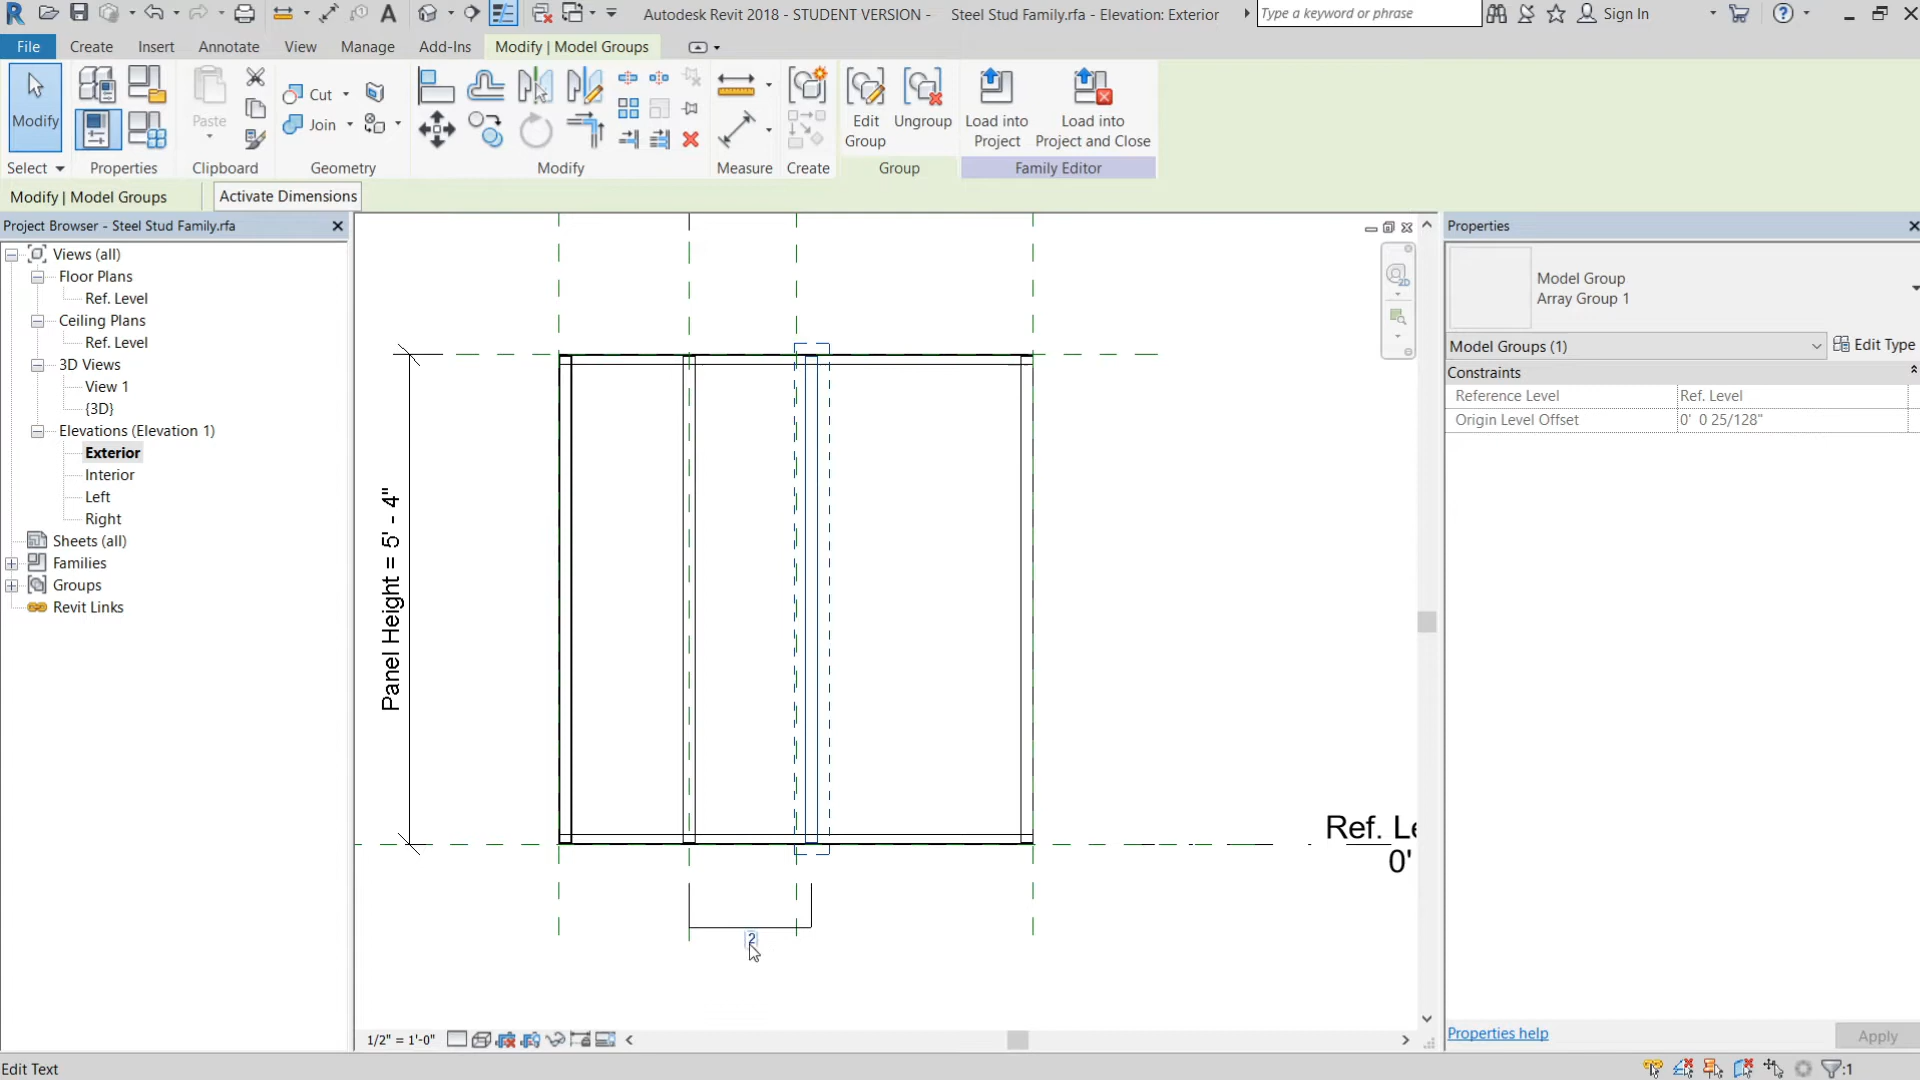 Autodesk Revit 2018 - STUDENT VERSION - Steel Stud Family.rfa - Elevation: Exterior
Type a keyword or phrase
Sign In
File
Create
Insert
Annotate
View
Manage
Add-Ins
Modify | Model Groups
Modify
Paste
Cut
Join
Edit
Group
Ungroup
Load into
Project
Load into
Project and Close
Select
Properties
Clipboard
Geometry
Modify
Measure
Create
Group
Family Editor
Modify | Model Groups
Activate Dimensions
Project Browser - Steel Stud Family.rfa
Views (all)
Floor Plans
Ref. Level
Ceiling Plans
Ref. Level
3D Views
View 1
{3D}
Elevations (Elevation 1)
Exterior
Interior
Left
Right
Sheets (all)
Families
Groups
Revit Links
Panel Height = 5' - 4"
2
Ref. Le
0'
2D
Properties
Model Group
Array Group 1
Model Groups (1)
Edit Type
Constraints
Reference Level
Ref. Level
Origin Level Offset
0' 0 25/128"
Properties help
Apply
1/2" = 1'-0"
Edit Text
:1